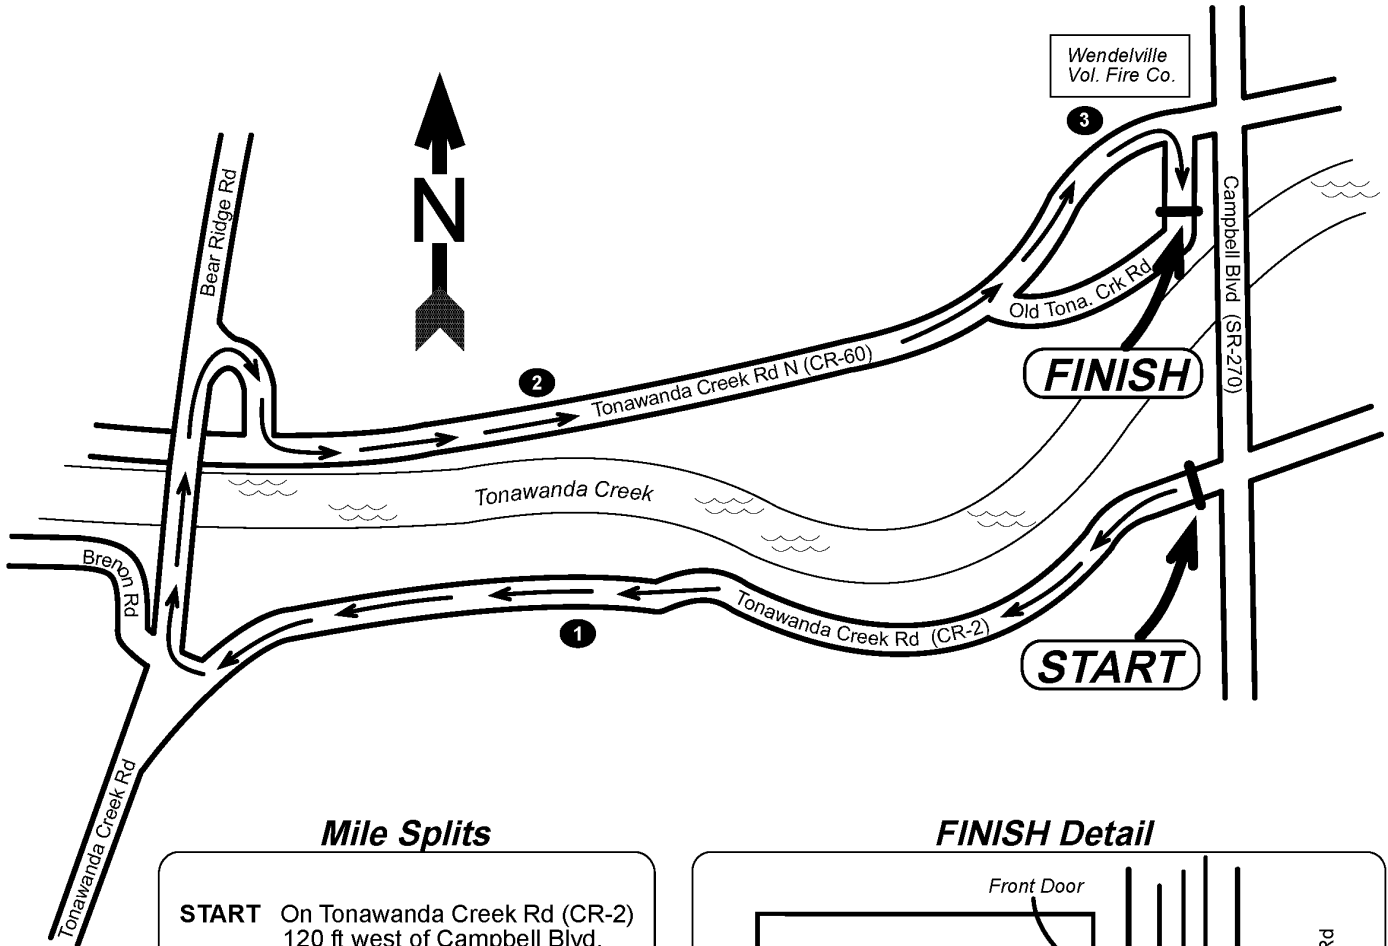 Wendelville
Vol. Fire Co.
3
Bear Ridge Rd
N
Campbell Blvd (SR-270)
Old Tona. Crk Rd
FINISH
2
Tonawanda Creek Rd N (CR-60)
Tonawanda Creek
Brenon Rd
1
Tonawanda Creek Rd (CR-2)
START
Tonawanda Creek Rd
Mile Splits
START On Tonawanda Creek Rd (CR-2)
120 ft west of Campbell Blvd.
FINISH Detail
Front Door
Rd